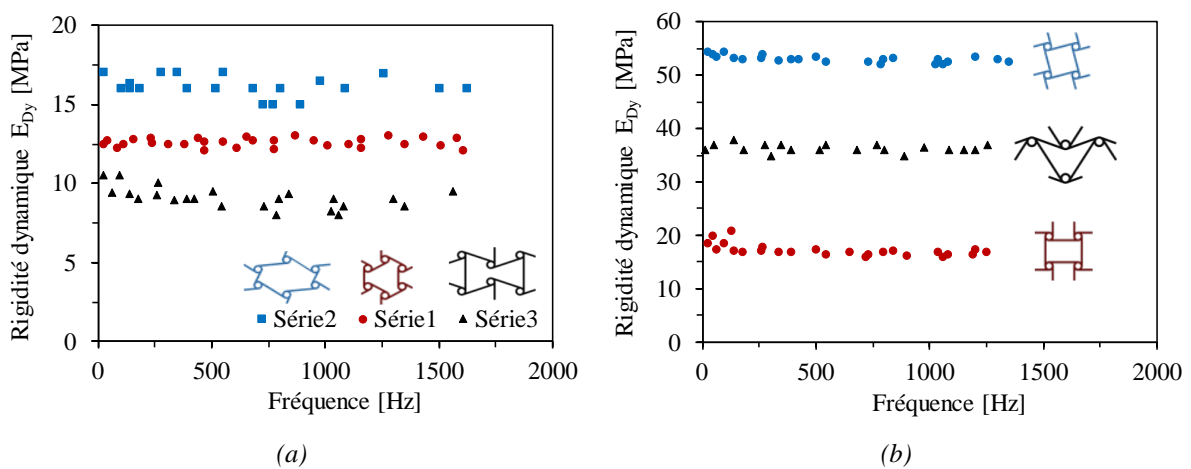 Rigidité dynamique E_Dy [MPa]
20
15
10
5
0
Série2
Série1
Série3
0
500
1000
1500
2000
Fréquence [Hz]
(a)
Rigidité dynamique E_Dy [MPa]
60
50
40
30
20
10
0
0
500
1000
1500
2000
Fréquence [Hz]
(b)